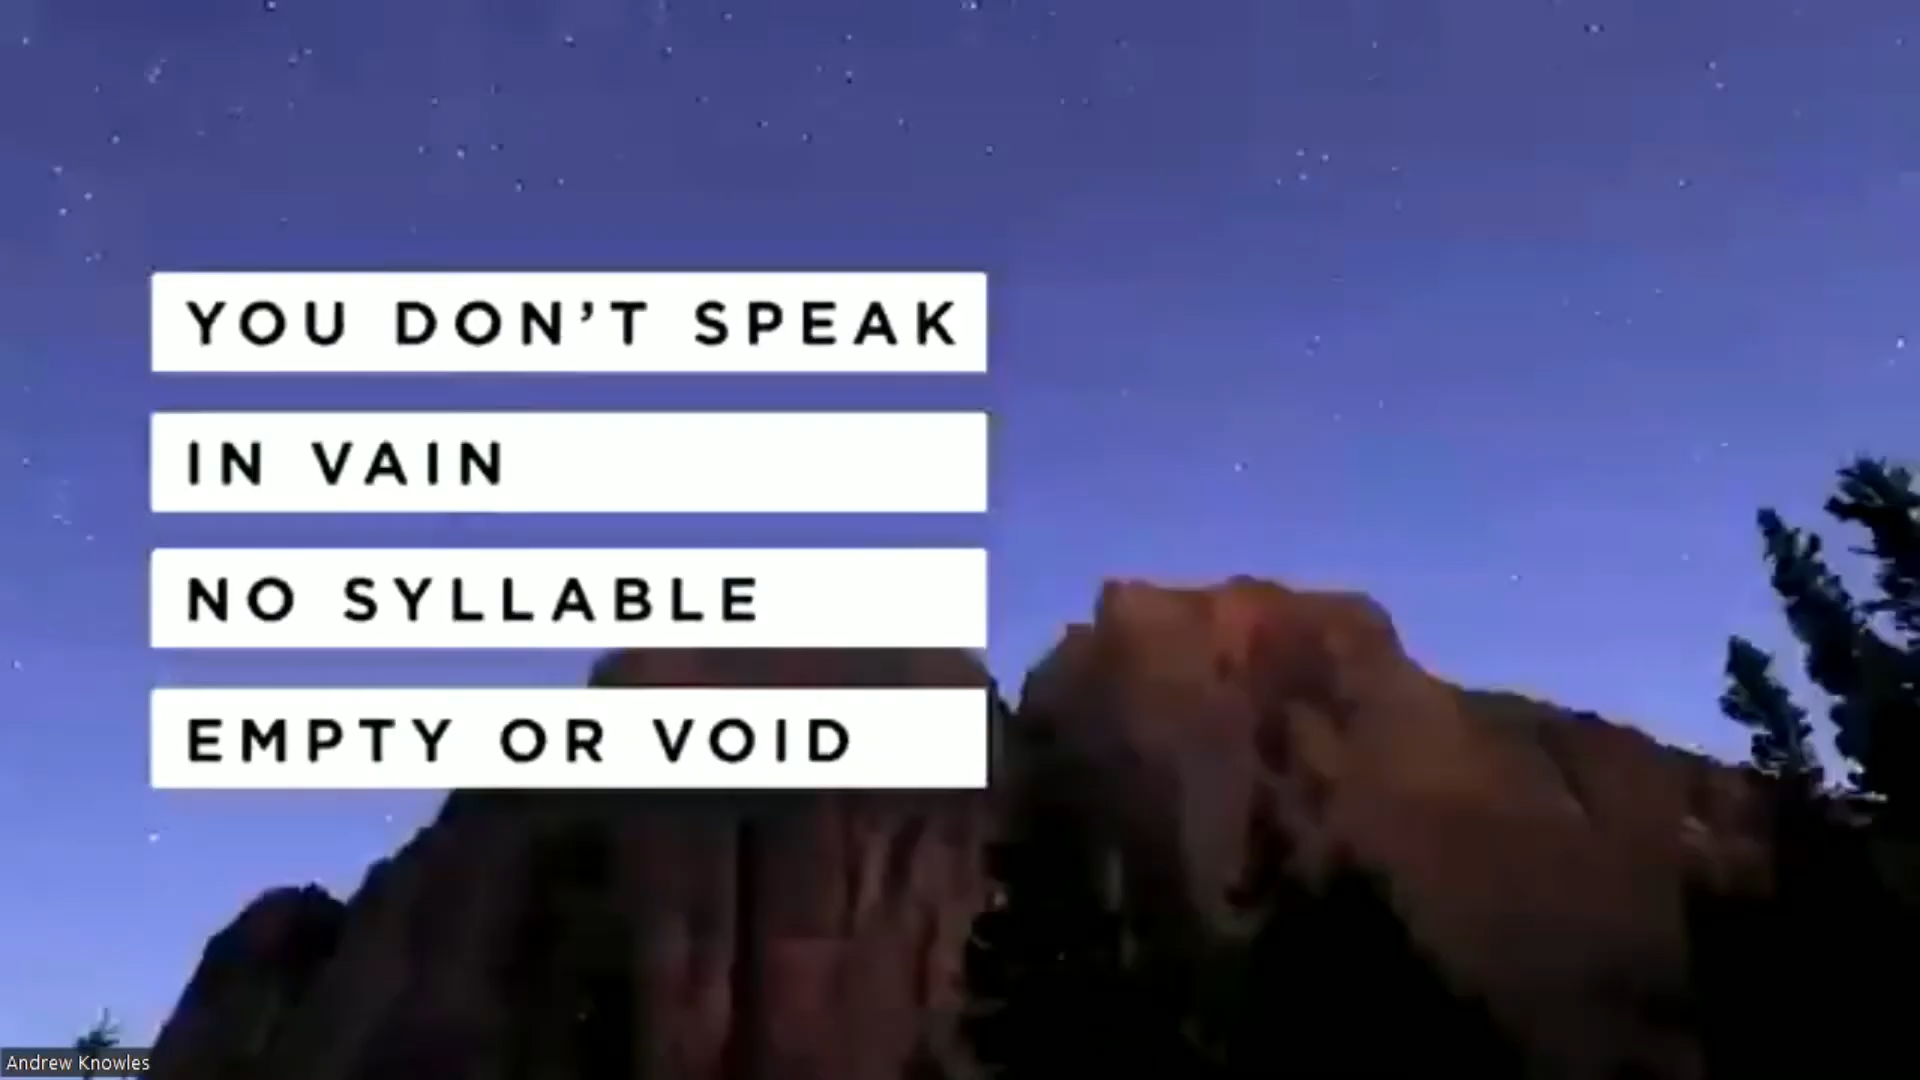 YOU DON'T SPEAK
IN VAIN
NO SYLLABLE
EMPTY OR VOID
Andrew Knowles